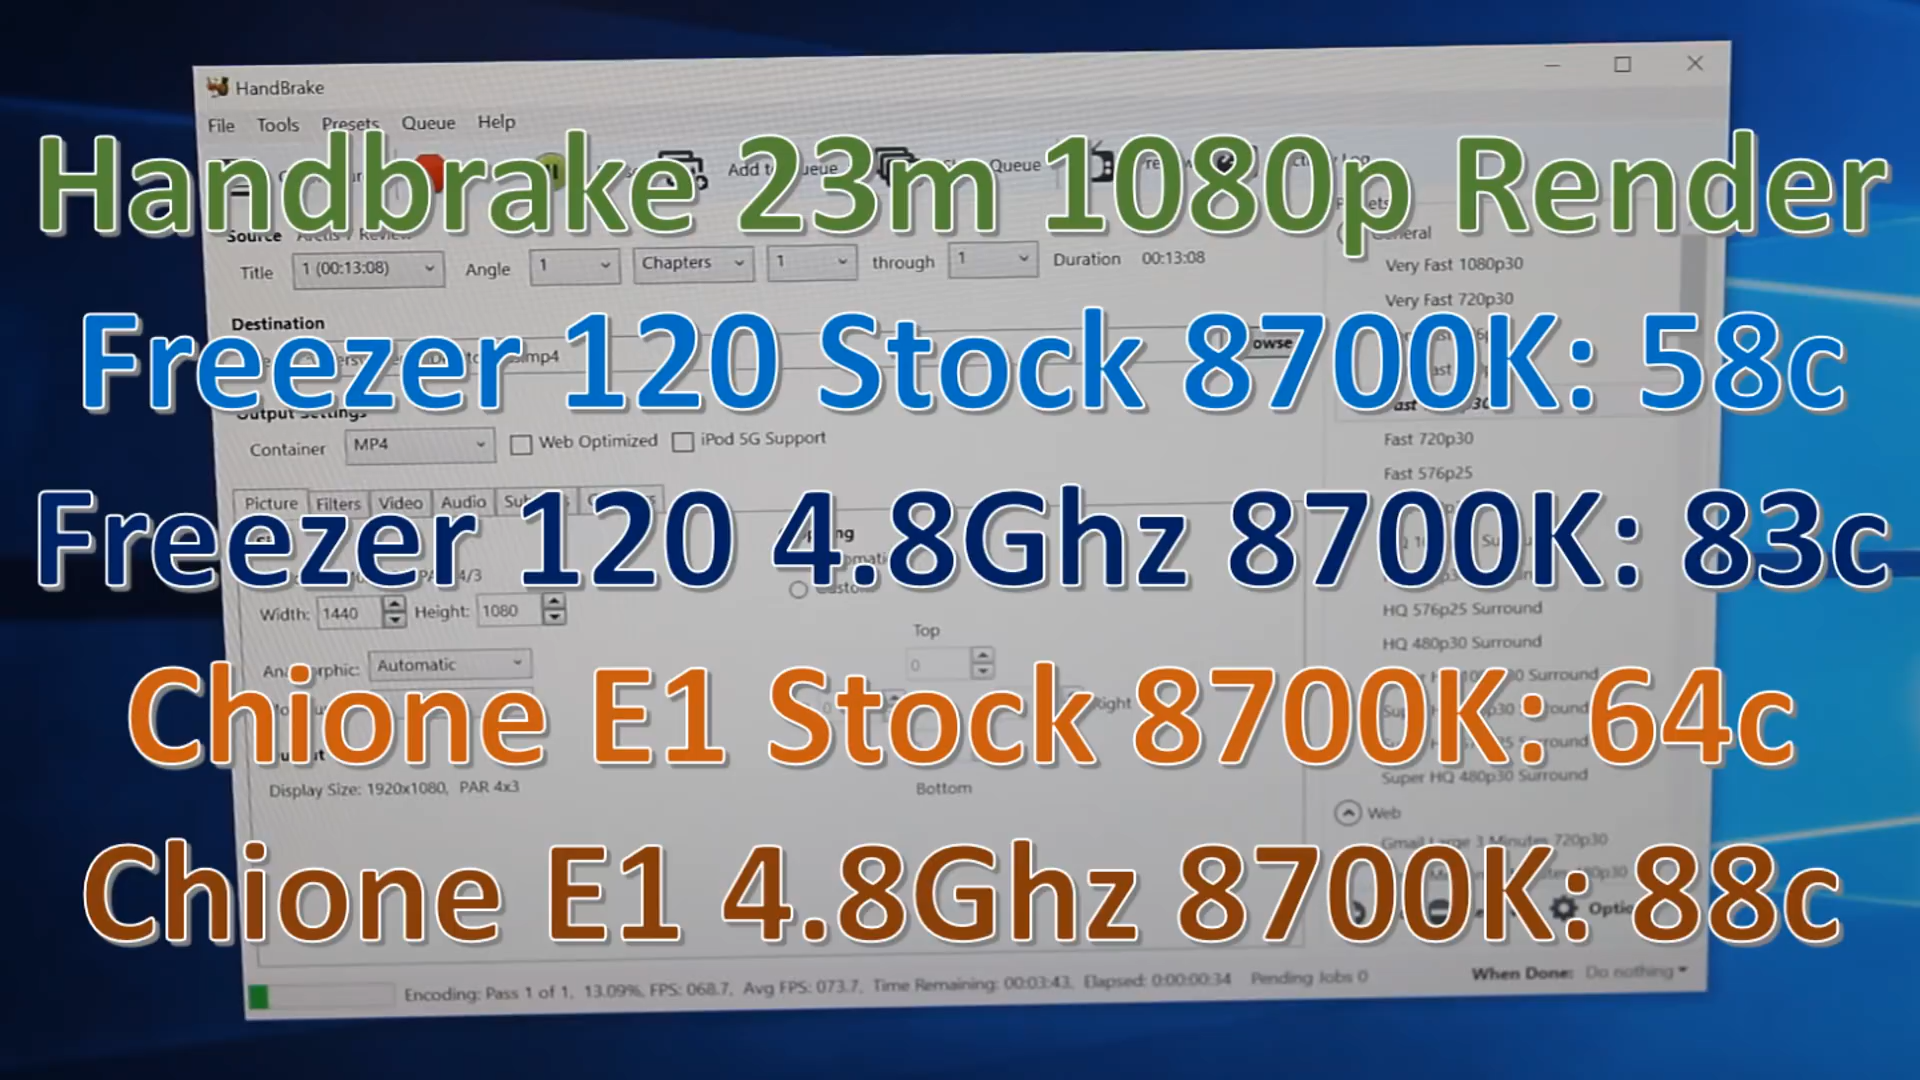 HandBrake
File Tools Presets Queue Help
Handbrake 23m 1080p Render
Source
Title 1 (00:13:08) Angle 1 Chapters 1 through 1 Duration 00:13:08
Very Fast 1080p30
Very Fast 720p30
Destination
Freezer 120 Stock 8700K: 58c
Output Settings
Container MP4 Web Optimized iPod 5G Support
Fast 720p30
Fast 576p25
Picture Filters Video Audio
Freezer 120 4.8Ghz 8700K: 83c
Width: 1440 Height: 1080
HQ 576p25 Surround
HQ 480p30 Surround
Top
Automatic
0
Chione E1 Stock 8700K: 64c
Right
Super HQ 480p30 Surround
Display Size: 1920x1080, PAR 4x3
Bottom
Web
Chione E1 4.8Ghz 8700K: 88c
Encoding: Pass 1 of 1, 13.09%, FPS: 068.7, Avg FPS: 073.7, Time Remaining: 00:03:43, Elapsed: 0:00:00:34 Pending Jobs 0
When Done: Do nothing